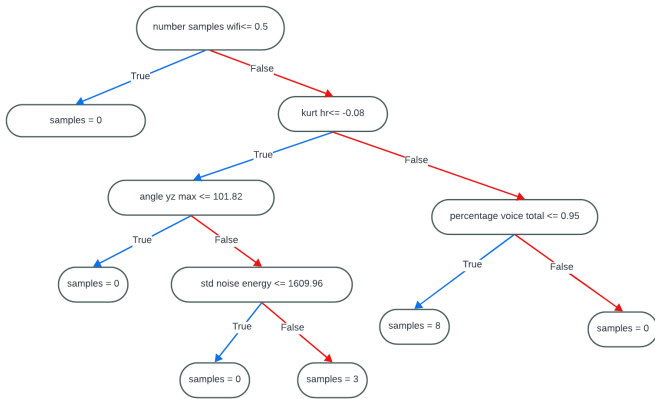 number samples wifi<= 0.5
True
False
samples = 0
kurt hr<= -0.08
True
False
angle yz max <= 101.82
percentage voice total <= 0.95
True
False
True
False
samples = 0
std noise energy <= 1609.96
samples = 8
samples = 0
True
False
samples = 0
samples = 3